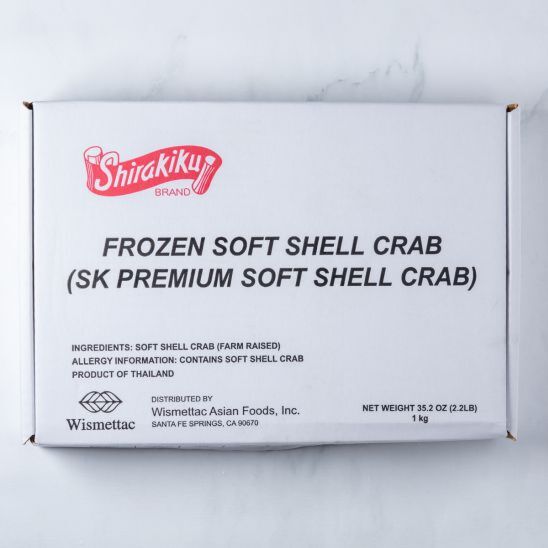 Shirakiku
BRAND
FROZEN SOFT SHELL CRAB
(SK PREMIUM SOFT SHELL CRAB)
INGREDIENTS: SOFT SHELL CRAB (FARM RAISED)
ALLERGY INFORMATION: CONTAINS SOFT SHELL CRAB
PRODUCT OF THAILAND
Wismettac
DISTRIBUTED BY
Wismettac Asian Foods, Inc.
SANTA FE SPRINGS, CA 90670
NET WEIGHT 35.2 OZ (2.2LB)
1 kg